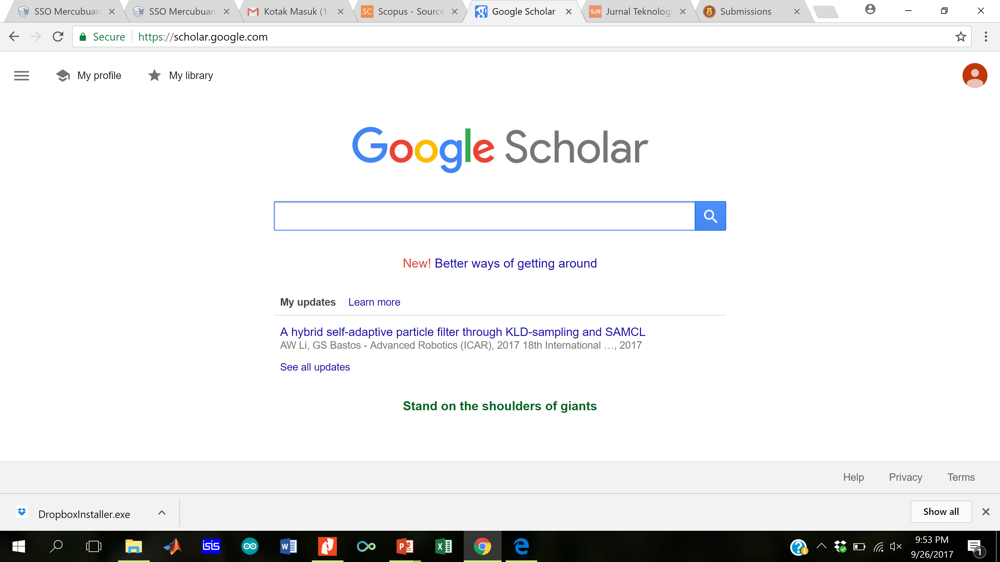 SSO Mercubuan
SSO Mercubuan
Kotak Masuk (1.
SC Scopus - Source
Google Scholar
SJR Jurnal Teknologi
Submissions
Secure https://scholar.google.com
My profile
My library
Google Scholar
New! Better ways of getting around
My updates Learn more
A hybrid self-adaptive particle filter through KLD-sampling and SAMCL
AW Li, GS Bastos - Advanced Robotics (ICAR), 2017 18th International …, 2017
See all updates
Stand on the shoulders of giants
Help Privacy Terms
DropboxInstaller.exe
Show all
isis
9:53 PM
9/26/2017
1